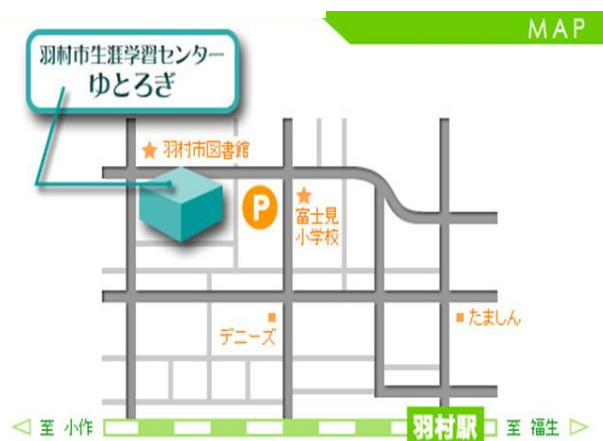 MAP
羽村市生涯学習センター
ゆとろぎ
★ 羽村市図書館
P
★
富士見
小学校
デニーズ
たましん
至 小作
羽村駅
至 福生